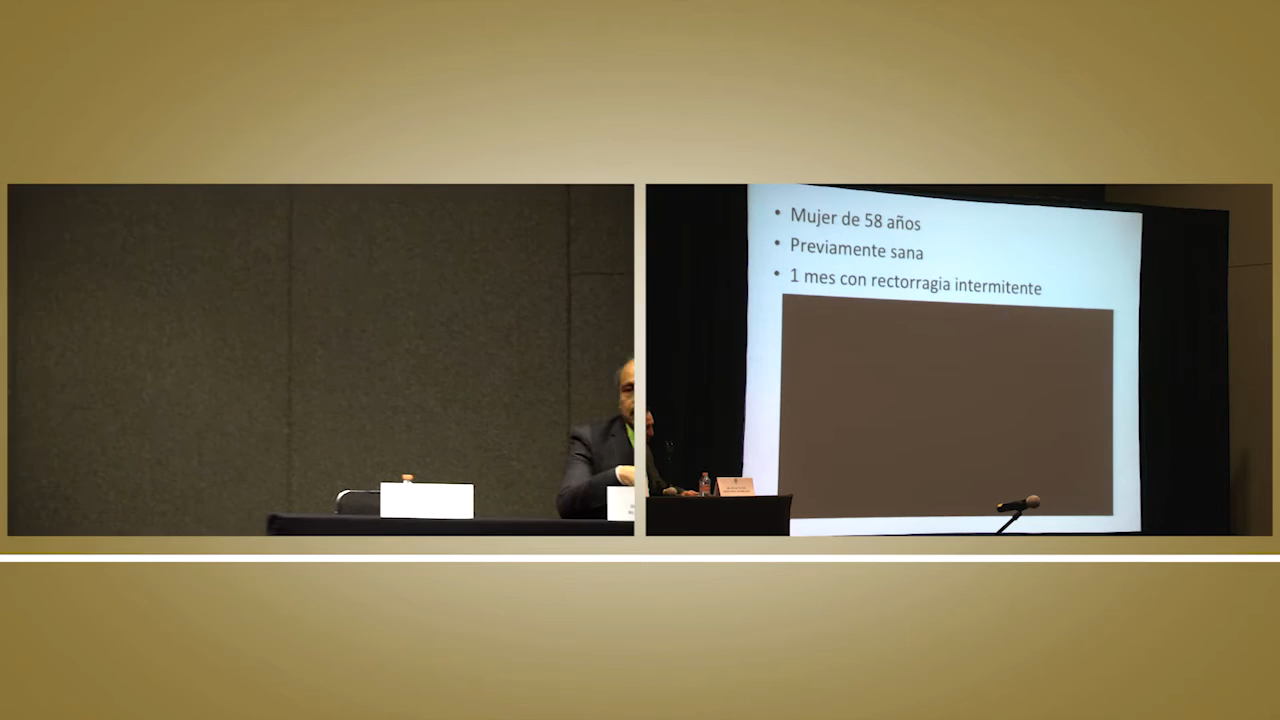 • Mujer de 58 años
• Previamente sana
• 1 mes con rectorragia intermitente